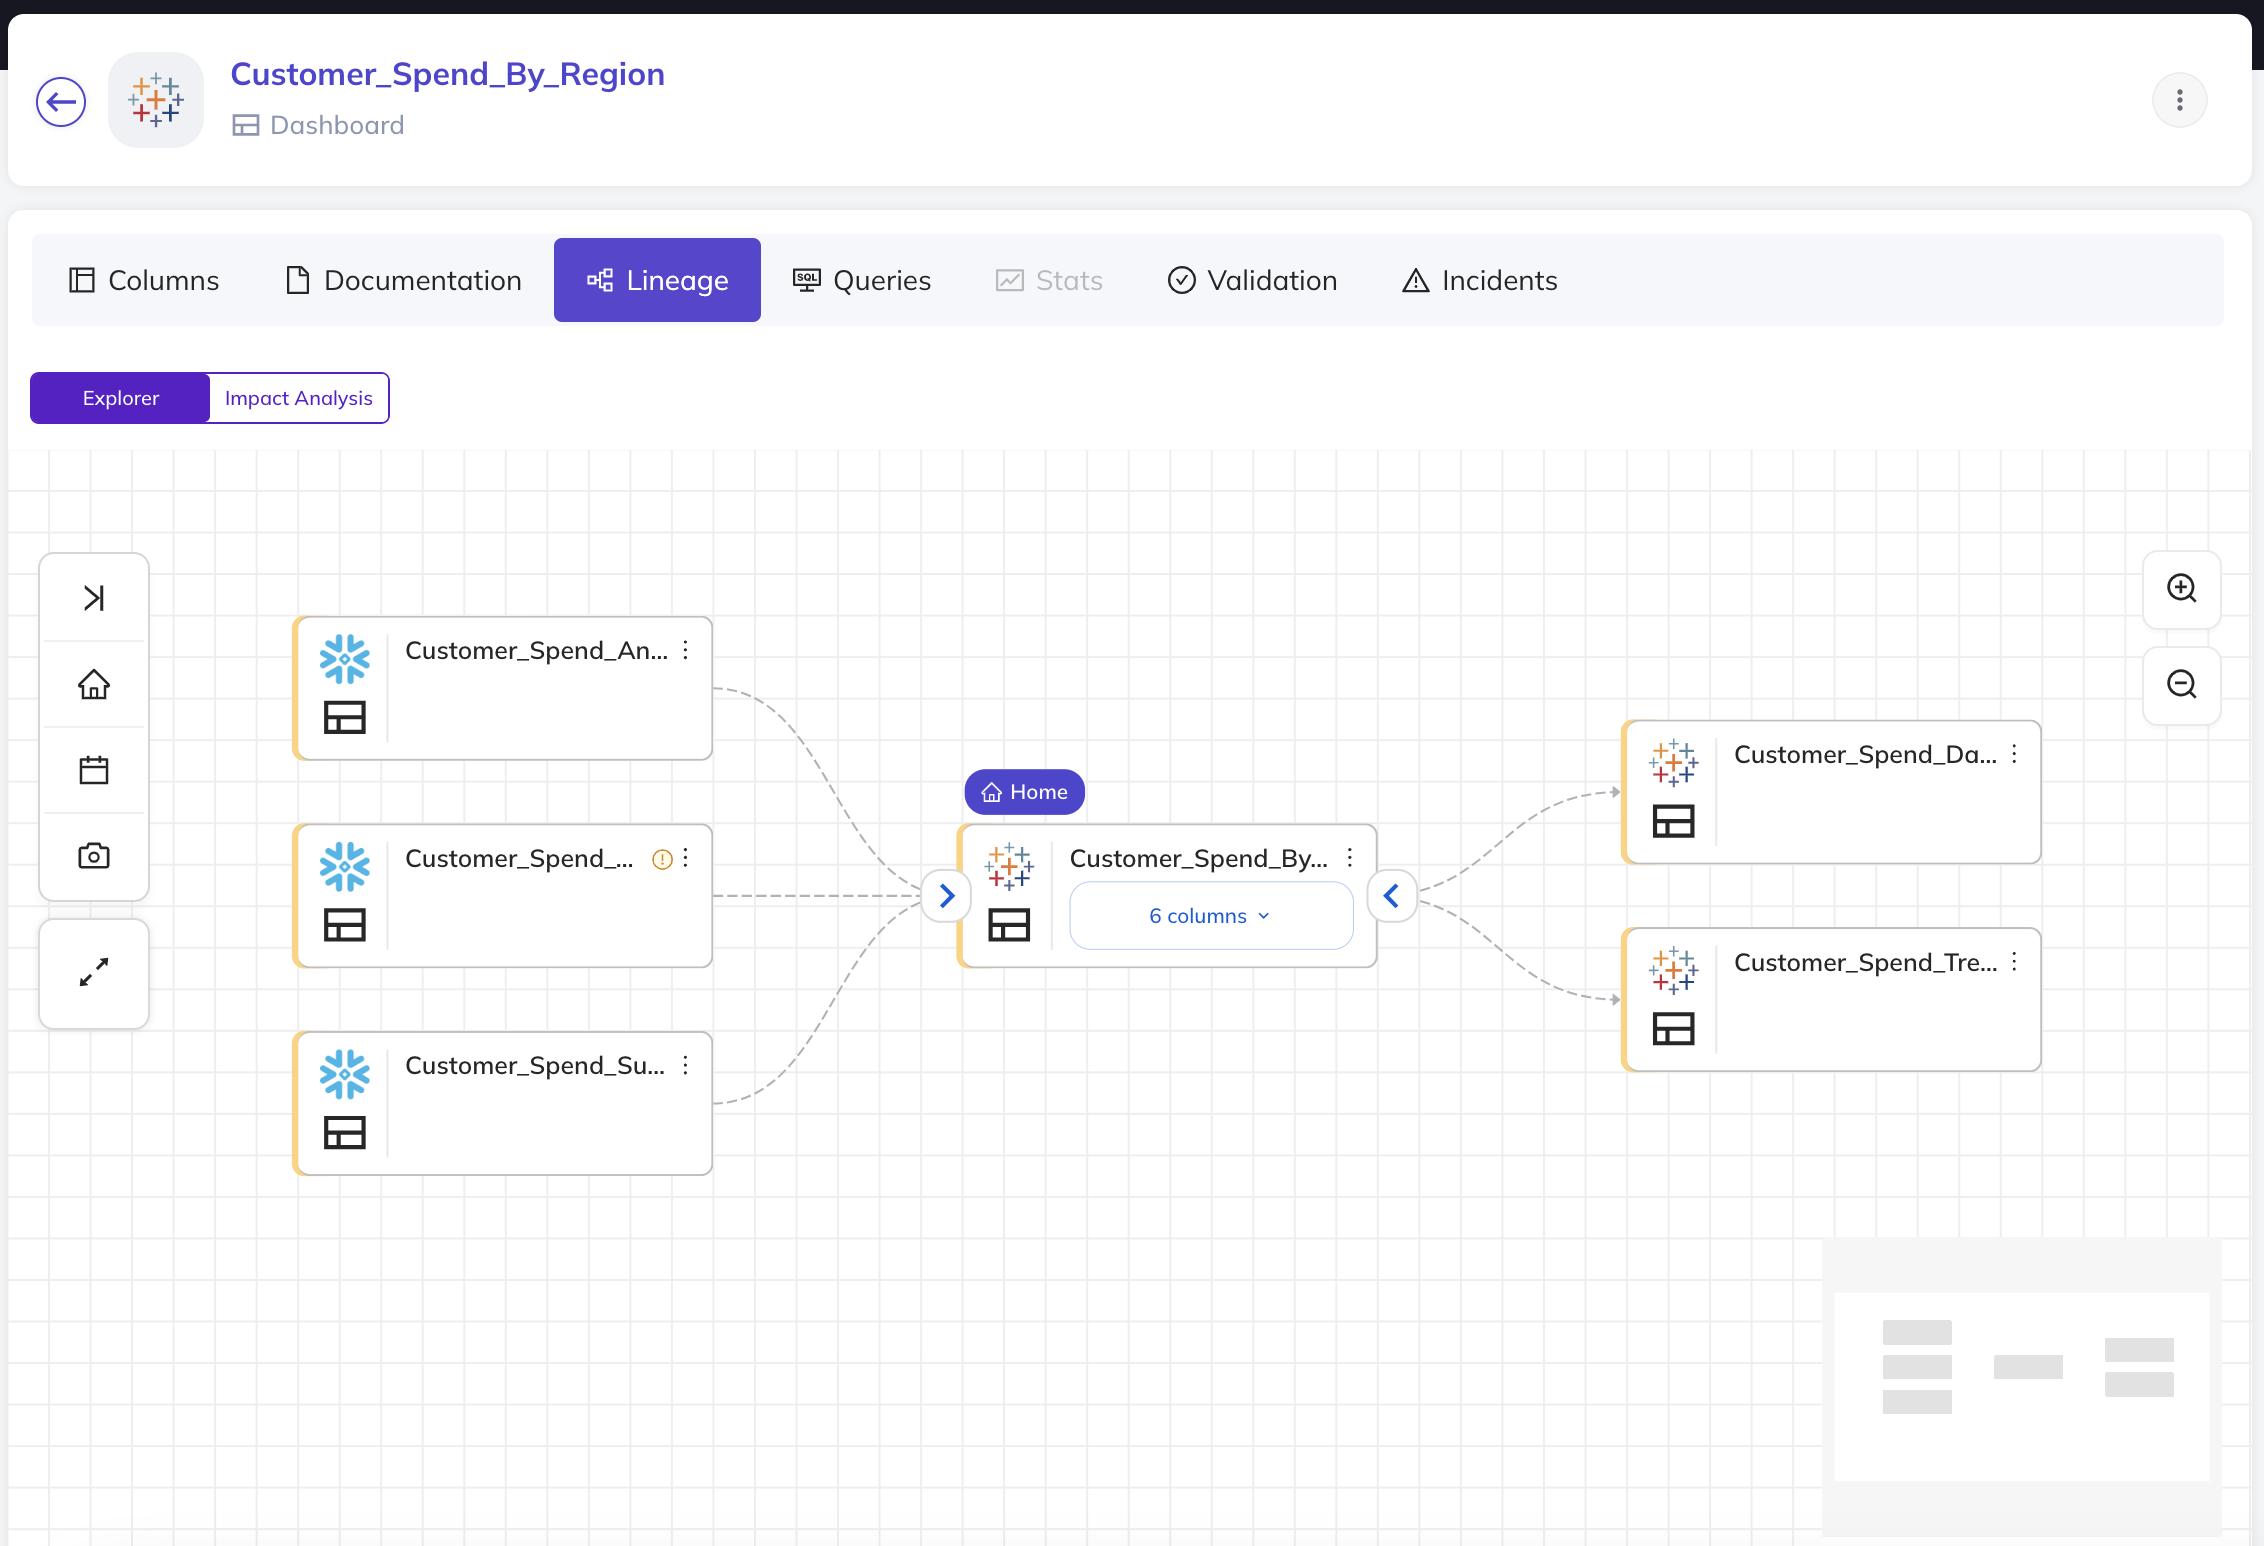 Customer_Spend_By_Region
Dashboard
Columns
Documentation
Lineage
SQL
Queries
Stats
Validation
Incidents
Explorer
Impact Analysis
Customer_Spend_An...
Customer_Spend_...
Customer_Spend_Su...
Home
Customer_Spend_By...
6 columns
Customer_Spend_Da...
Customer_Spend_Tre...